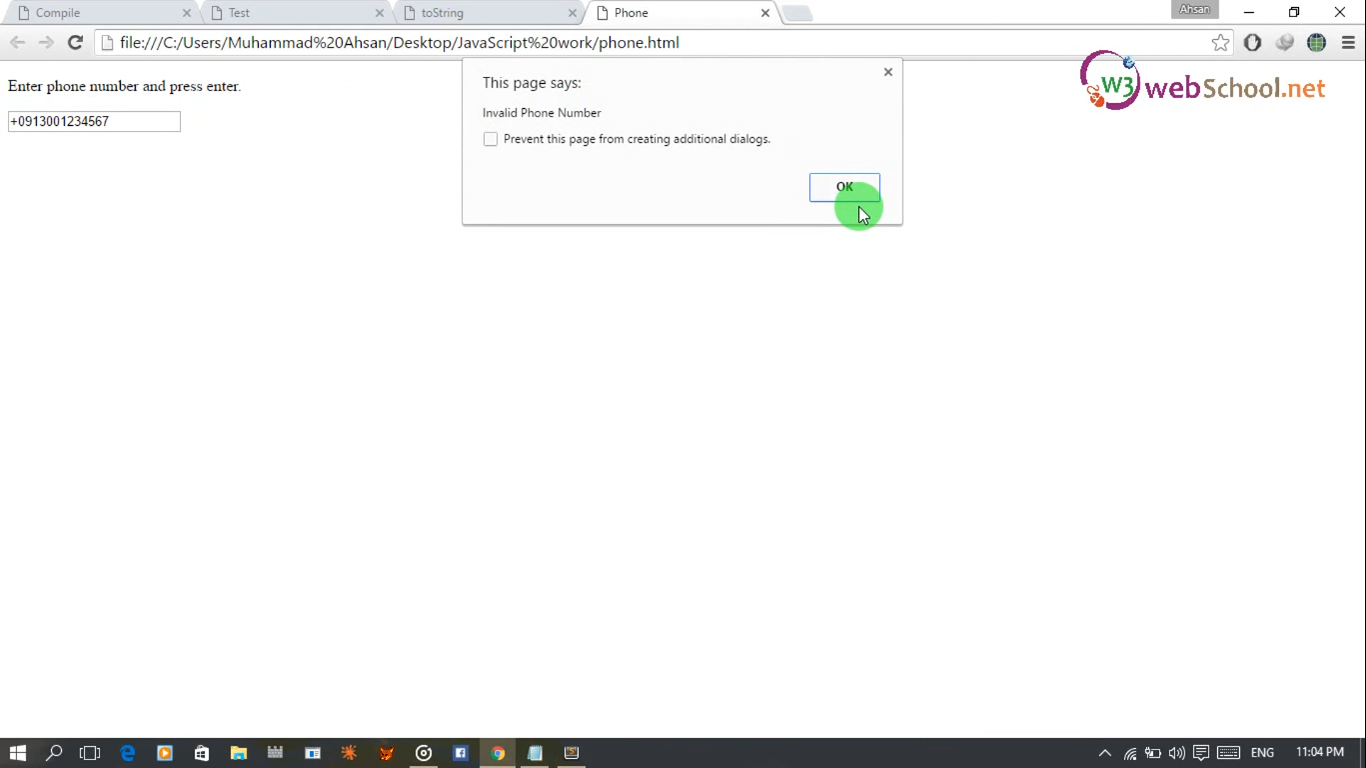 Compile
Test
toString
Phone
Ahsan
file:///C:/Users/Muhammad%20Ahsan/Desktop/JavaScript%20work/phone.html
Enter phone number and press enter.
+0913001234567
This page says:
Invalid Phone Number
Prevent this page from creating additional dialogs.
OK
W3 webSchool.net
ENG
11:04 PM